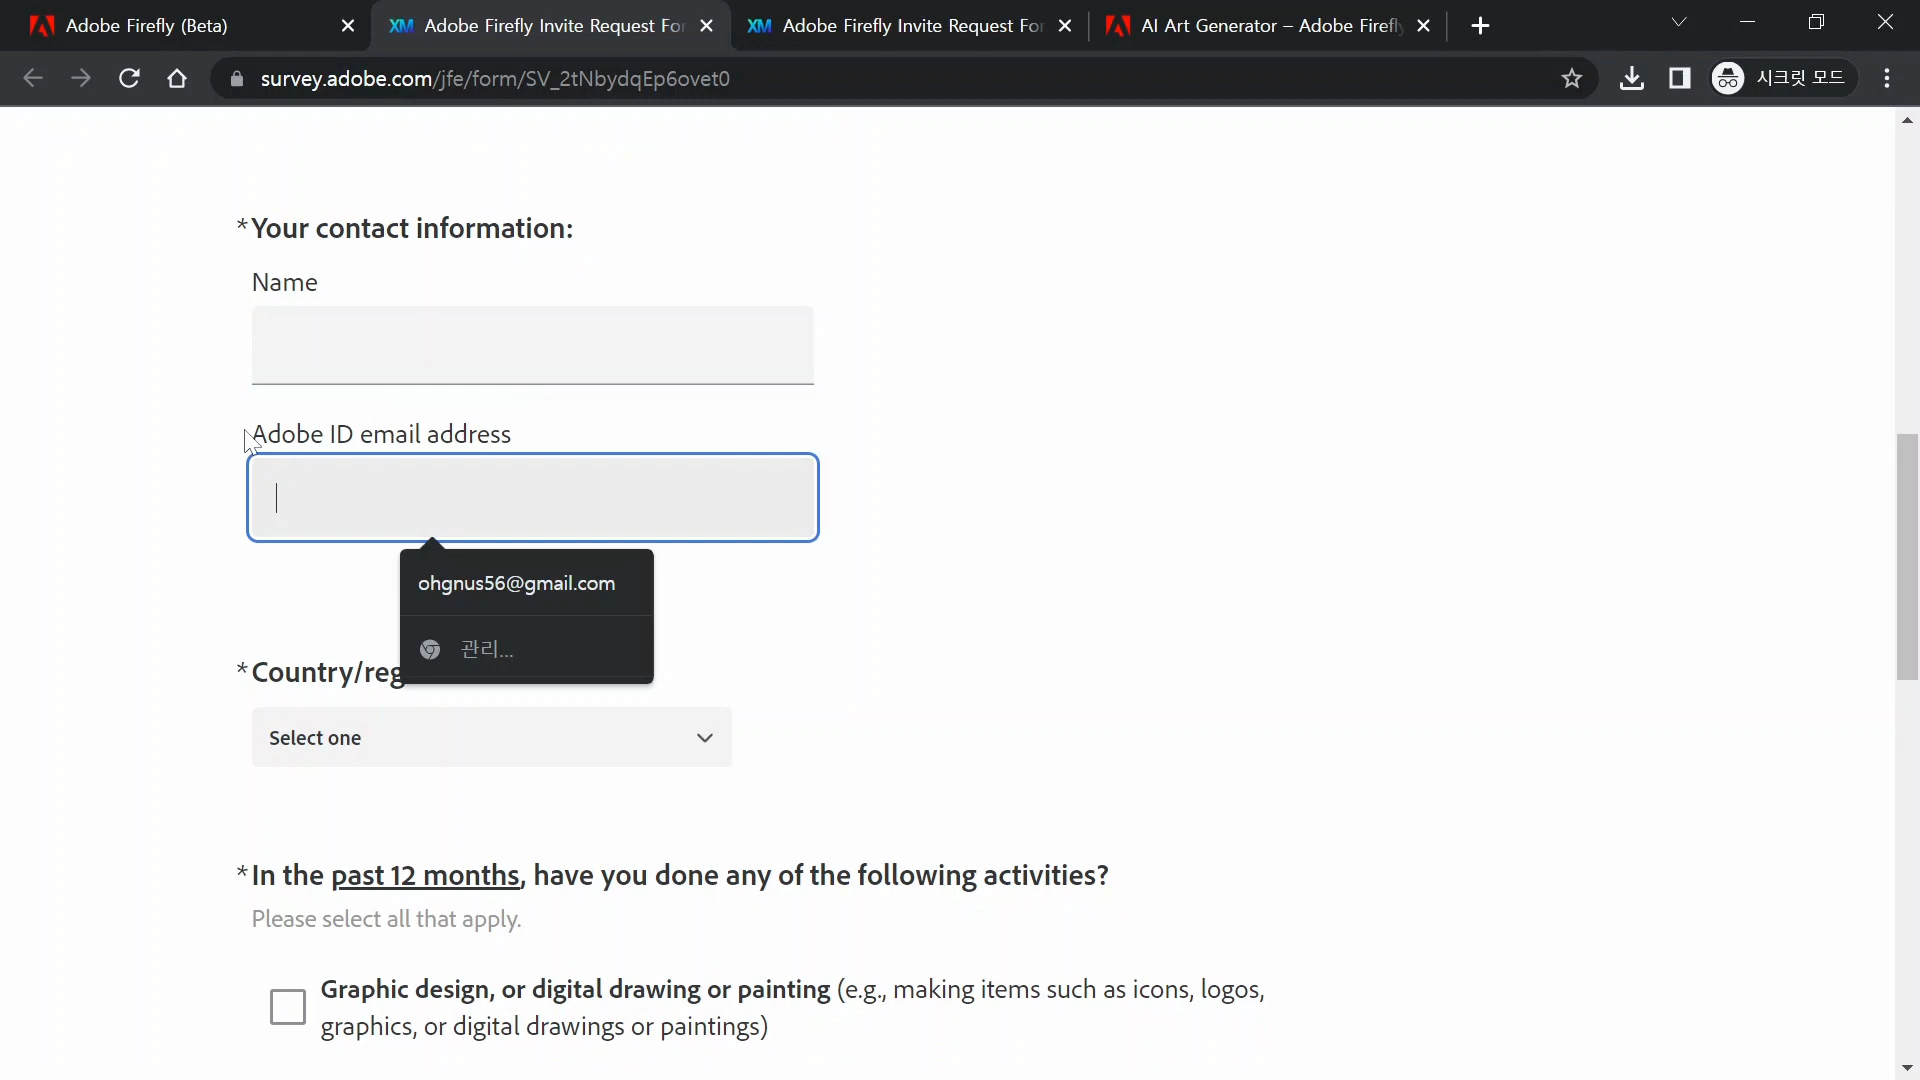 Adobe Firefly (Beta)
Adobe Firefly Invite Request For
Adobe Firefly Invite Request For
AI Art Generator – Adobe Firefly
survey.adobe.com/jfe/form/SV_2tNbydqEp6ovet0
시크릿 모드
*Your contact information:
Name
Adobe ID email address
ohgnus56@gmail.com
관리...
*Country/reg
Select one
*In the past 12 months, have you done any of the following activities?
Please select all that apply.
Graphic design, or digital drawing or painting (e.g., making items such as icons, logos,
graphics, or digital drawings or paintings)